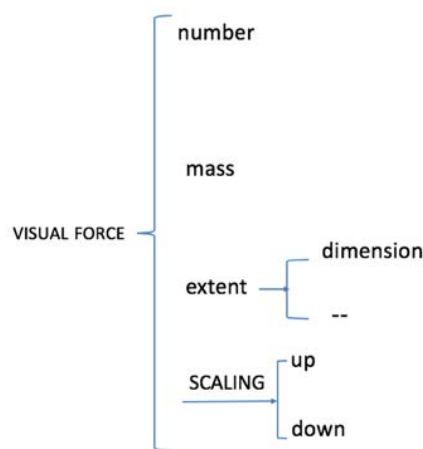 number
mass
VISUAL FORCE
dimension
extent
--
up
SCALING
down